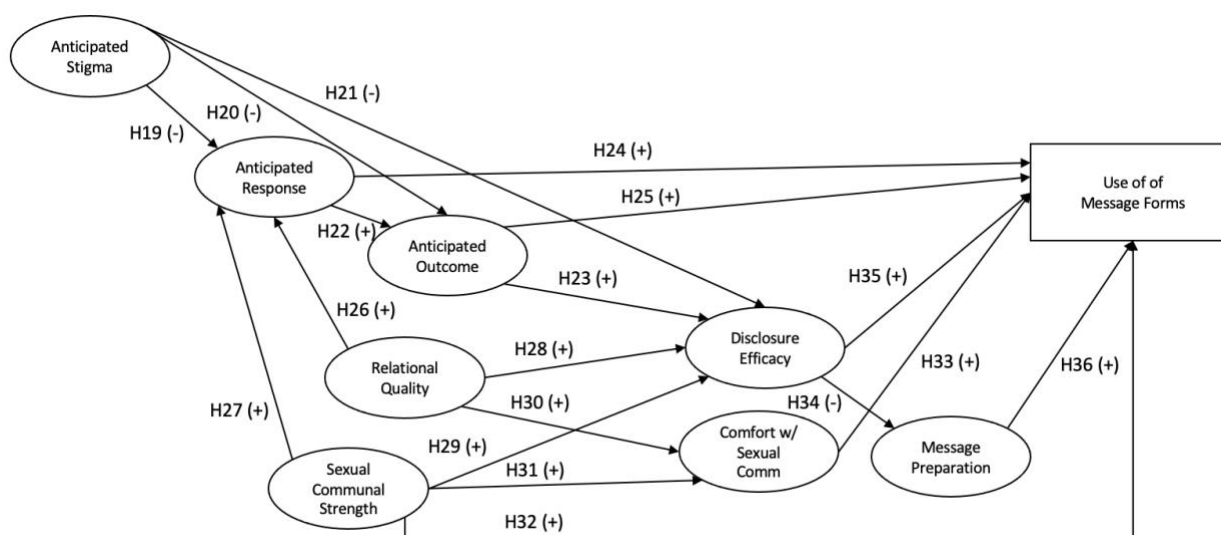 Anticipated
Stigma
H21 (-)
H20 (-)
H19 (-)
Anticipated
Response
H24 (+)
Use of of
Message Forms
H25 (+)
H22 (+)
Anticipated
Outcome
H23 (+)
H35 (+)
H26 (+)
Disclosure
Efficacy
H28 (+)
Relational
Quality
H33 (+)
H36 (+)
H27 (+)
H30 (+)
H34 (-)
H29 (+)
Comfort w/
Sexual
Comm
Message
Preparation
H31 (+)
Sexual
Communal
Strength
H32 (+)